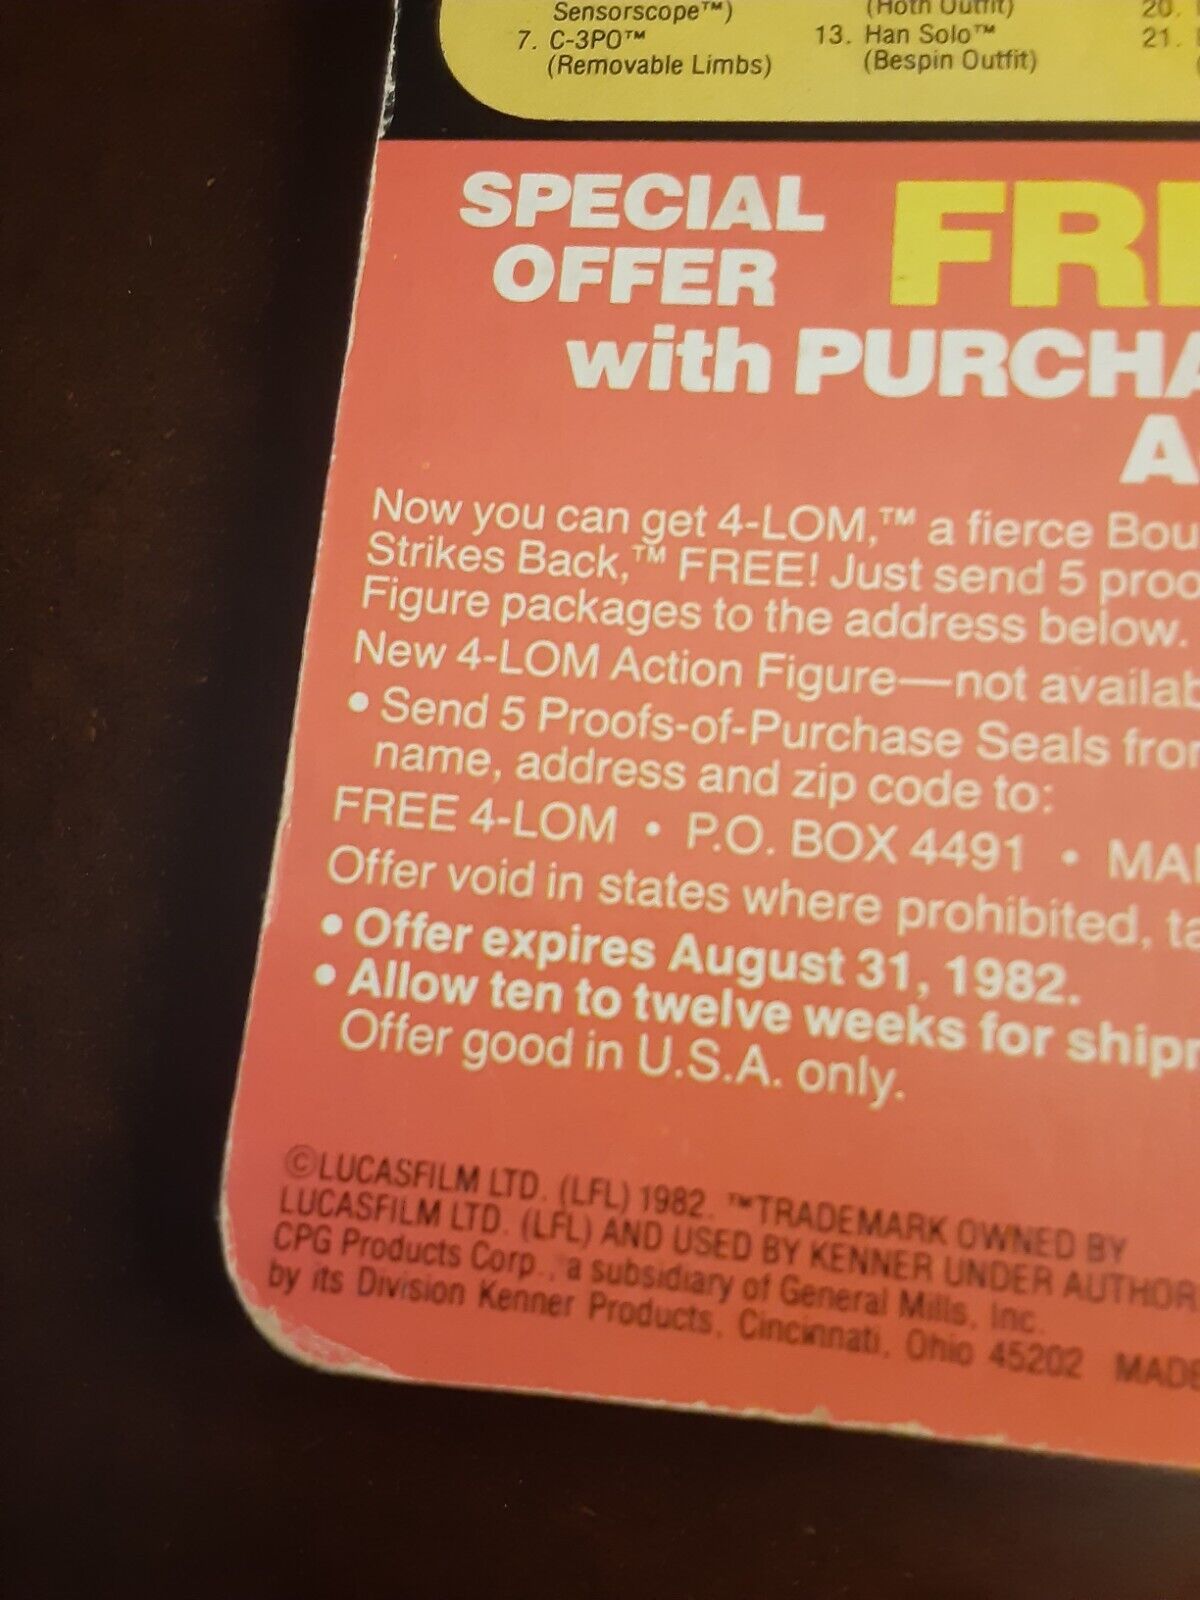 Sensorscope™)
7. C-3PO™
(Removable Limbs)
(Hoth Outfit)
13. Han Solo™
(Bespin Outfit)
20.
21.
SPECIAL
OFFER
FRE
with PURCHA
Ac
Now you can get 4-LOM,™ a fierce Bou
Strikes Back,™ FREE! Just send 5 proo
Figure packages to the address below.
New 4-LOM Action Figure—not availab
• Send 5 Proofs-of-Purchase Seals from
name, address and zip code to:
FREE 4-LOM • P.O. BOX 4491 • MA
Offer void in states where prohibited, ta
• Offer expires August 31, 1982.
• Allow ten to twelve weeks for shipm
Offer good in U.S.A. only.
©LUCASFILM LTD. (LFL) 1982. ™TRADEMARK OWNED BY
LUCASFILM LTD. (LFL) AND USED BY KENNER UNDER AUTHOR
CPG Products Corp., a subsidiary of General Mills, Inc.
by its Division Kenner Products, Cincinnati, Ohio 45202 MADE